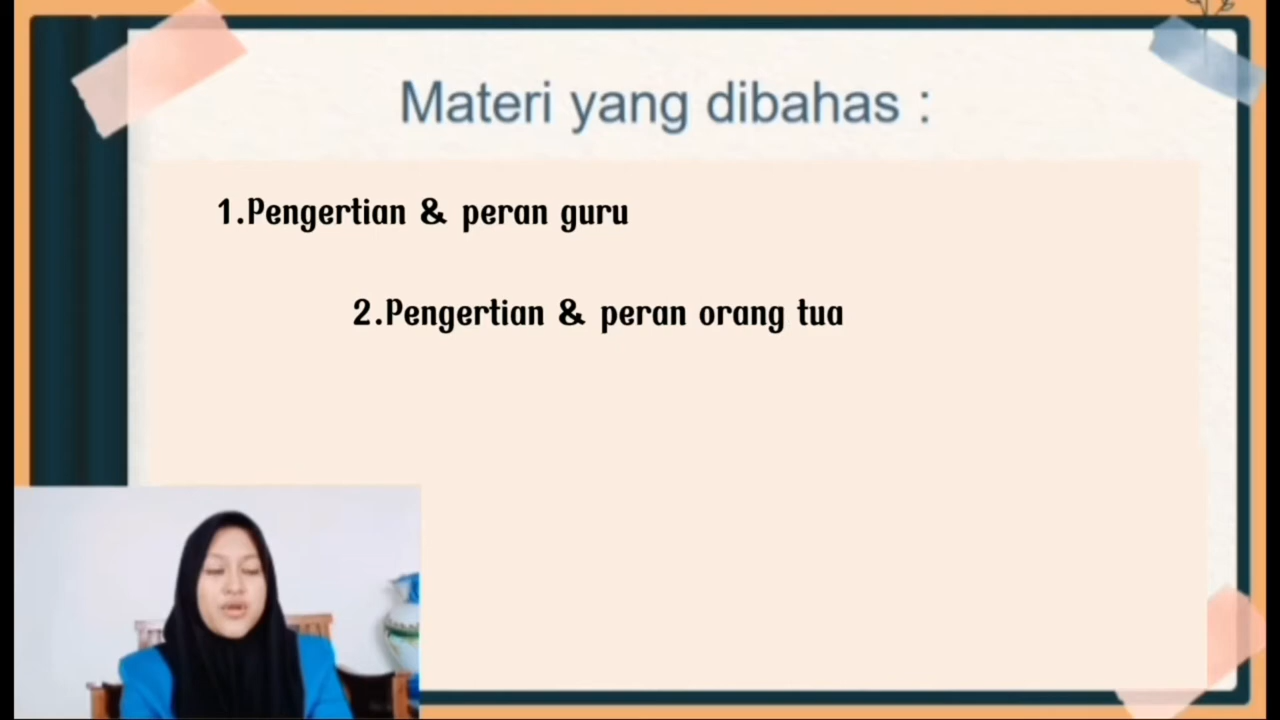 Materi yang dibahas :
1.Pengertian & peran guru
2.Pengertian & peran orang tua